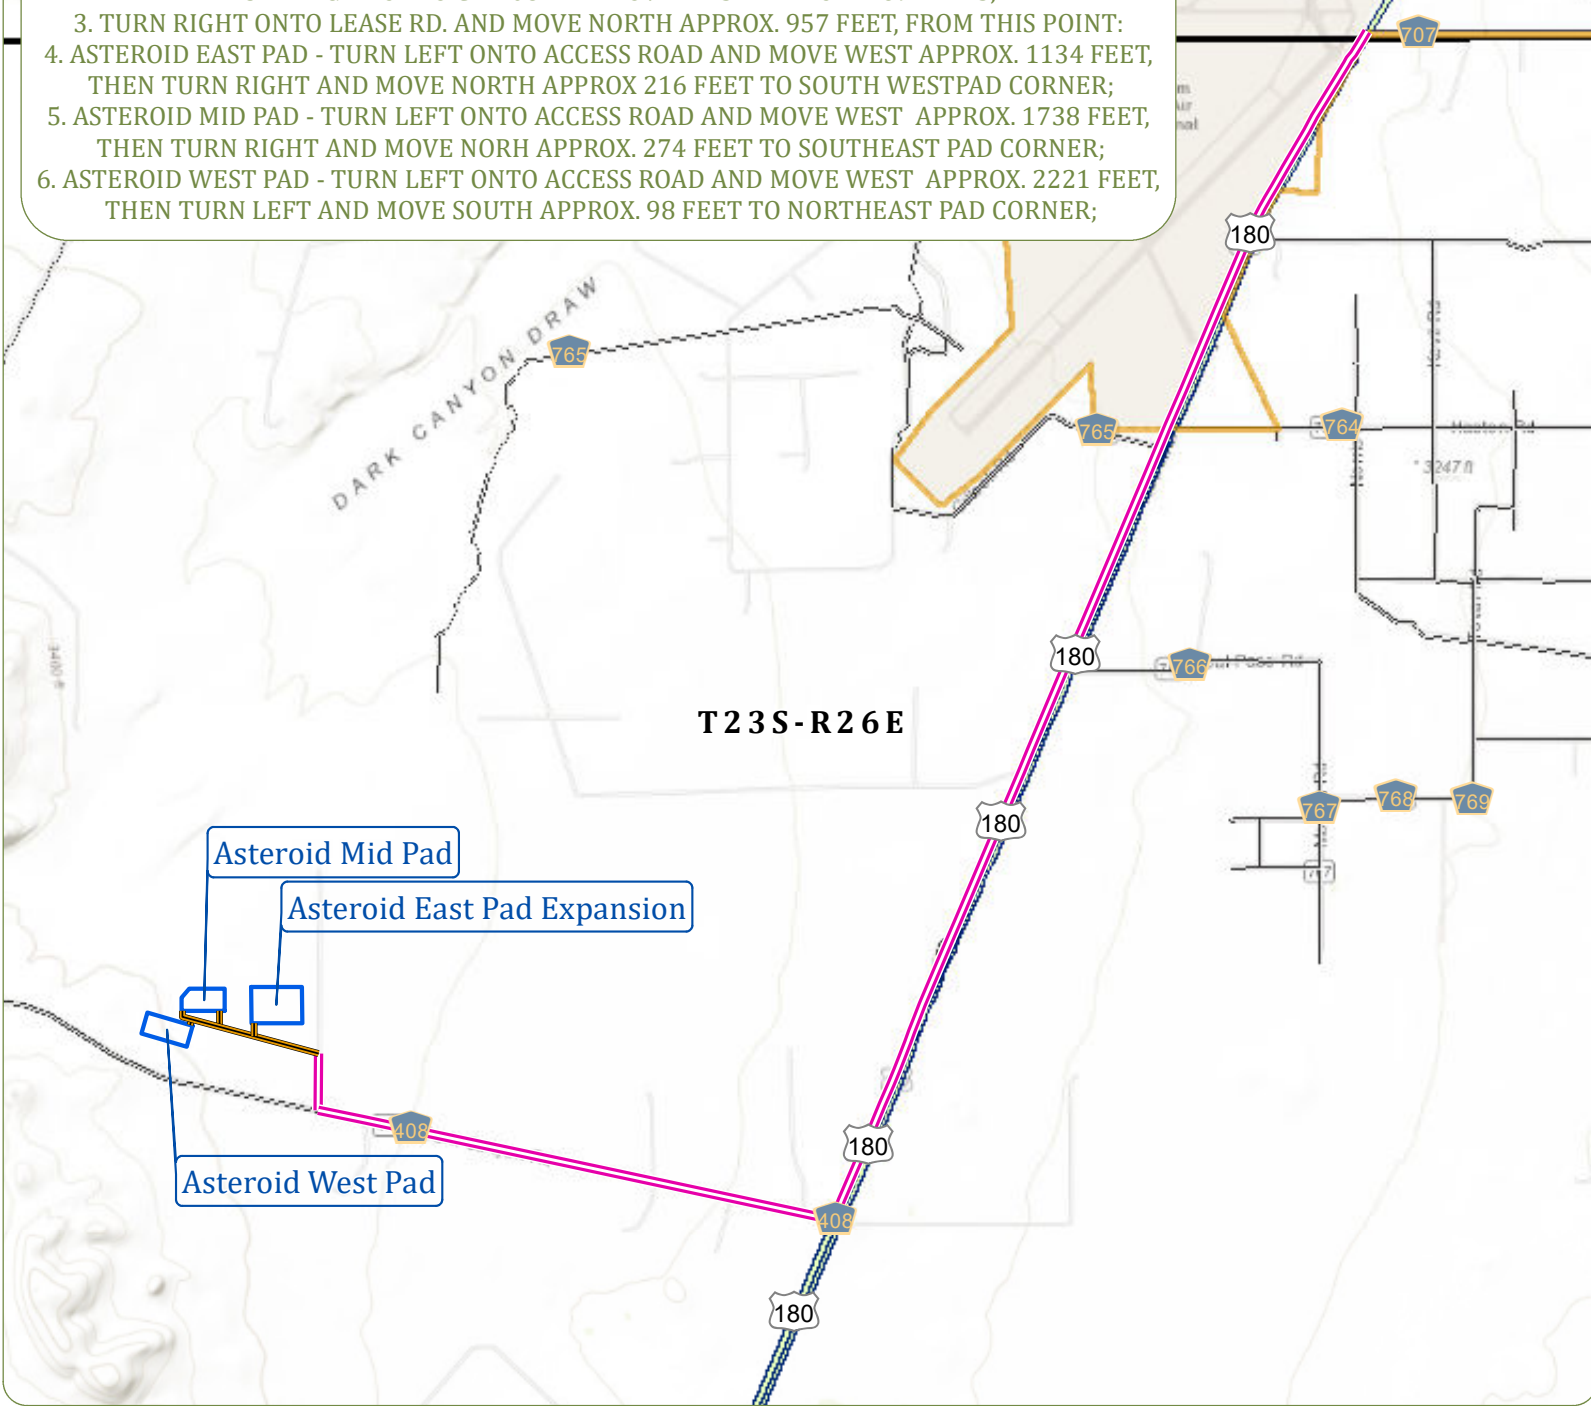 3. TURN RIGHT ONTO LEASE RD. AND MOVE NORTH APPROX. 957 FEET, FROM THIS POINT:
4. ASTEROID EAST PAD - TURN LEFT ONTO ACCESS ROAD AND MOVE WEST APPROX. 1134 FEET,
THEN TURN RIGHT AND MOVE NORTH APPROX 216 FEET TO SOUTH WESTPAD CORNER;
5. ASTEROID MID PAD - TURN LEFT ONTO ACCESS ROAD AND MOVE WEST APPROX. 1738 FEET,
THEN TURN RIGHT AND MOVE NORH APPROX. 274 FEET TO SOUTHEAST PAD CORNER;
6. ASTEROID WEST PAD - TURN LEFT ONTO ACCESS ROAD AND MOVE WEST APPROX. 2221 FEET,
THEN TURN LEFT AND MOVE SOUTH APPROX. 98 FEET TO NORTHEAST PAD CORNER;
707
180
DARK CANYON DRAW
765
765
764
3247 ft
180
766
T23S-R26E
180
767
768
769
Asteroid Mid Pad
Asteroid East Pad Expansion
408
180
Asteroid West Pad
408
180